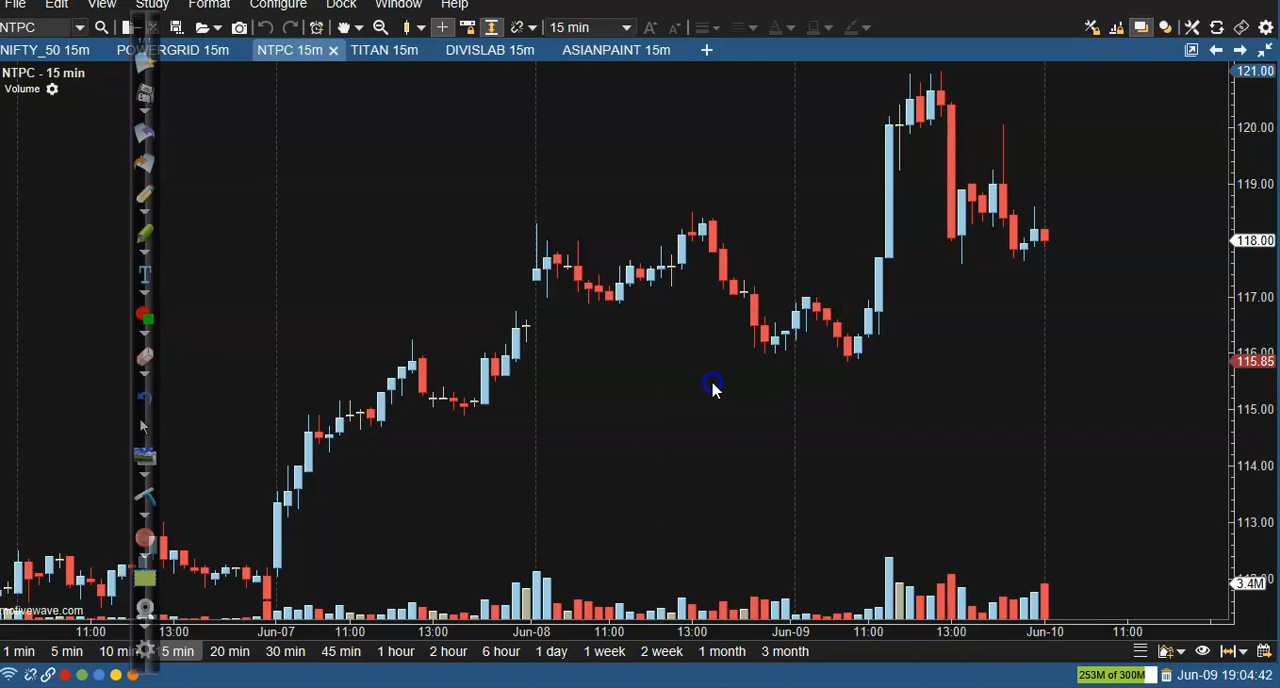 File Edit View Study Format Configure Dock Window Help
NTPC 15 min A A A
NIFTY_50 15m POWERGRID 15m NTPC 15m TITAN 15m DIVISLAB 15m ASIANPAINT 15m
NTPC - 15 min
Volume
121.00
120.00
119.00
118.00
117.00
115.85
115.00
114.00
113.00
3.4M
T
11:00 13:00 Jun-07 11:00 13:00 Jun-08 11:00 13:00 Jun-09 11:00 13:00 Jun-10 11:00
1 min 5 min 10 5 min 20 min 30 min 45 min 1 hour 2 hour 6 hour 1 day 1 week 2 week 1 month 3 month
253M of 300M Jun-09 19:04:42